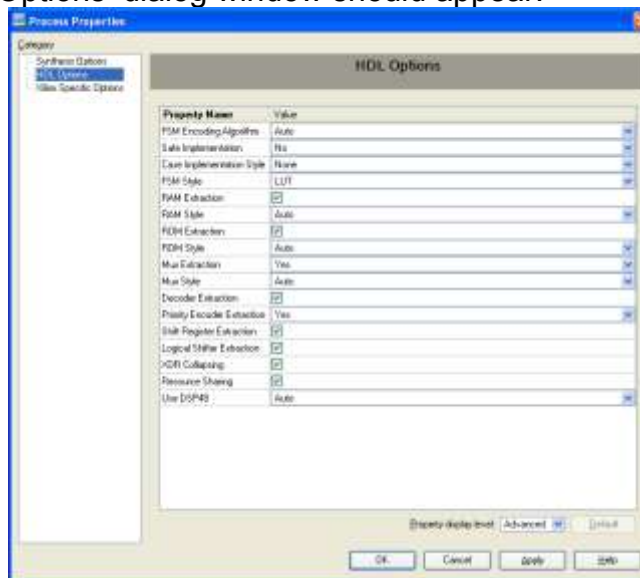 Options' dialog window should appear.
Process Properties
Category
Synthesis Options
HDL Options
Xilinx Specific Options
HDL Options
Property Name Value
FSM Encoding Algorithm Auto
Safe Implementation No
Case Implementation Style None
FSM Style LUT
RAM Extraction
RAM Style Auto
ROM Extraction
ROM Style Auto
Mux Extraction Yes
Mux Style Auto
Decoder Extraction
Priority Encoder Extraction Yes
Shift Register Extraction
Logical Shifter Extraction
XOR Collapsing
Resource Sharing
Use DSP48 Auto
Property display level: Advanced Default
OK Cancel Apply Help